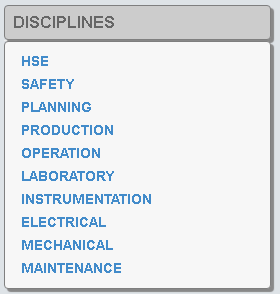 DISCIPLINES
HSE
SAFETY
PLANNING
PRODUCTION
OPERATION
LABORATORY
INSTRUMENTATION
ELECTRICAL
MECHANICAL
MAINTENANCE